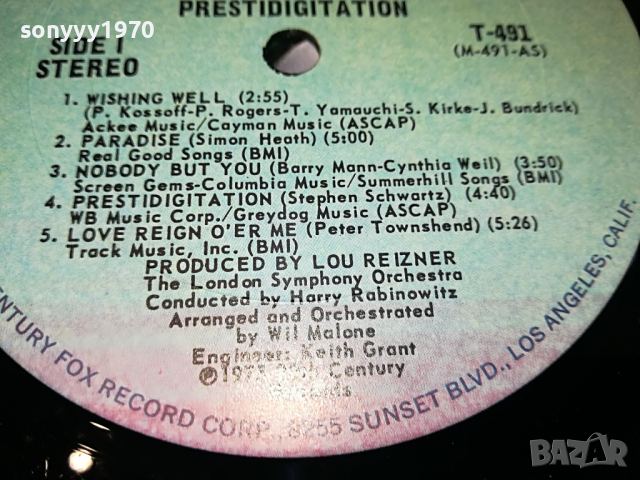 sonyyy1970
PRESTIDIGITATION
SIDE 1
STEREO
T-491
(M-491-AS)
1. WISHING WELL (2:55)
(P. Kossoff-P. Rogers-T. Yamauchi-S. Kirke-J. Bundrick)
Ackee Music/Cayman Music (ASCAP)
2. PARADISE (Simon Heath) (5:00)
Real Good Songs (BMI)
3. NOBODY BUT YOU (Barry Mann-Cynthia Weil) (3:50)
Screen Gems-Columbia Music/Summerhill Songs (BMI)
4. PRESTIDIGITATION (Stephen Schwartz) (4:40)
WB Music Corp./Greydog Music (ASCAP)
5. LOVE REIGN O'ER ME (Peter Townshend) (5:26)
Track Music, Inc. (BMI)
PRODUCED BY LOU REIZNER
The London Symphony Orchestra
Conducted by Harry Rabinowitz
Arranged and Orchestrated
by Wil Malone
Engineer: Keith Grant
Century
Records
CENTURY FOX RECORD CORP., 8255 SUNSET BLVD., LOS ANGELES, CALIF.
BAZAR